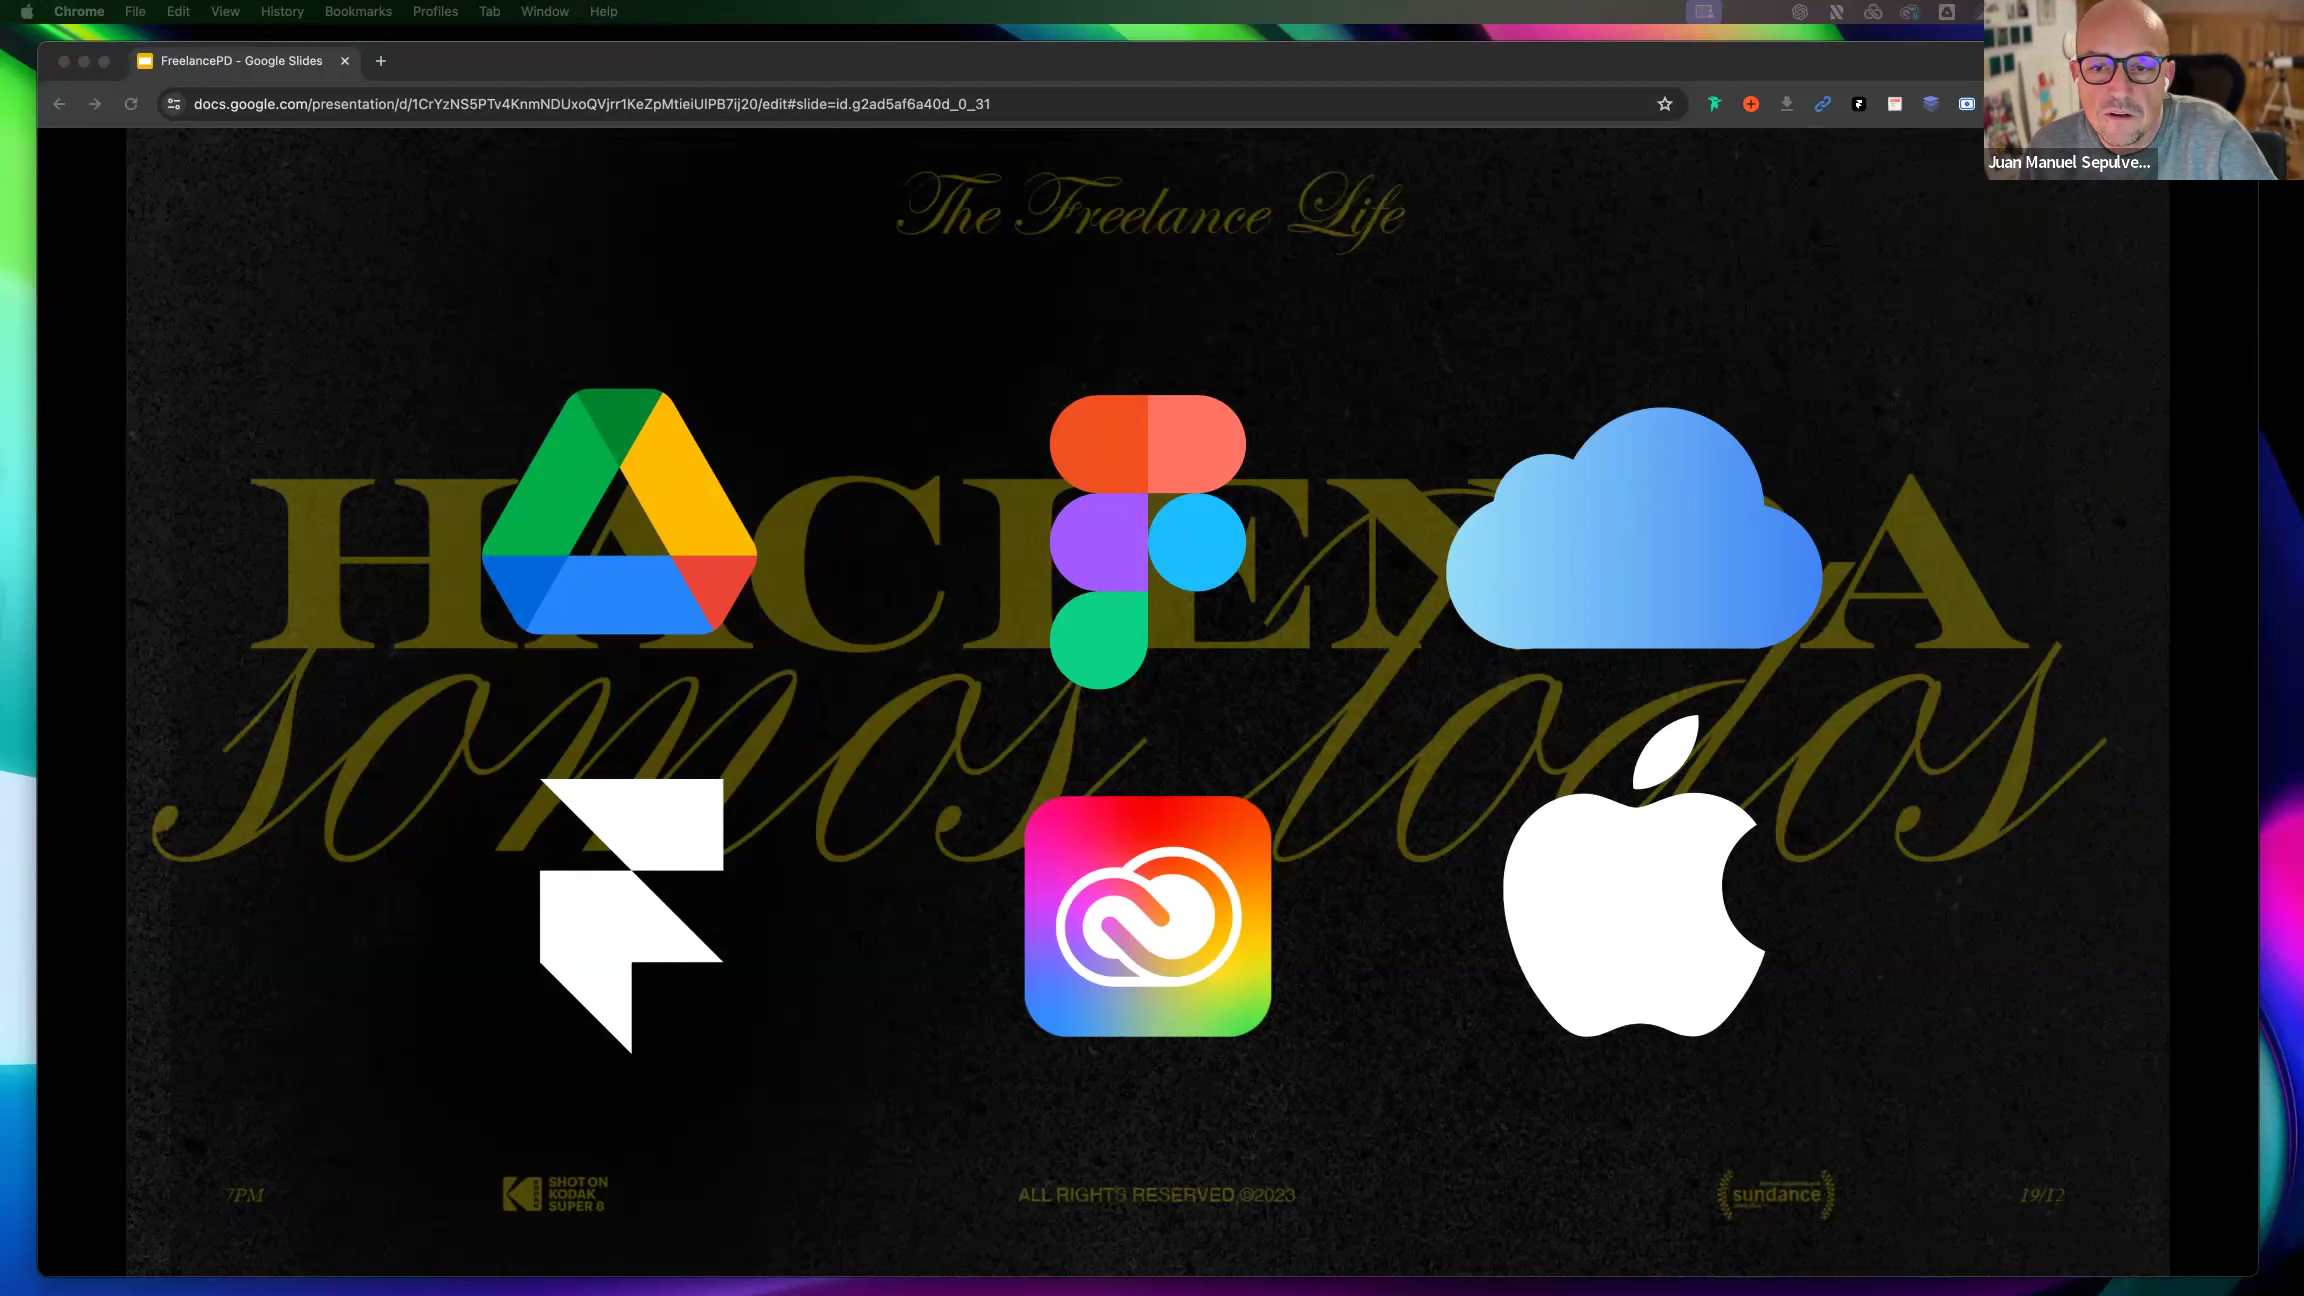 Chrome File Edit View History Bookmarks Profiles Tab Window Help
FreelancePD - Google Slides
docs.google.com/presentation/d/1CrYzNS5PTv4KnmNDUxoQVjrr1KeZpMtieiUlPB7ij20/edit#slide=id.g2ad5af6a40d_0_31
Juan Manuel Sepulve...
The Freelance Life
HACIENDA
somos todos
7PM
SHOT ON
KODAK
SUPER 8
ALL RIGHTS RESERVED ©2023
sundance
19/12